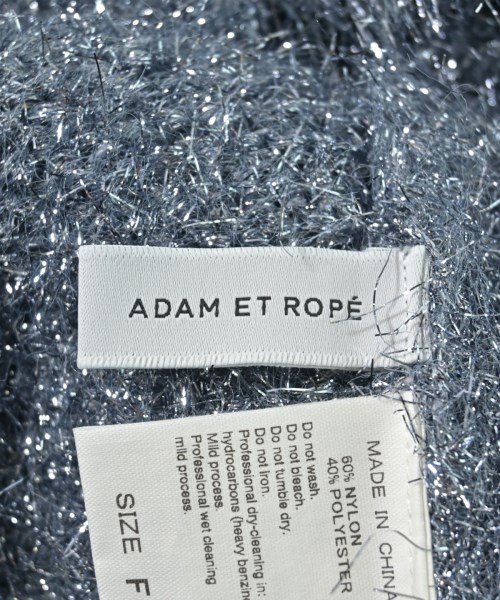 ADAM ET ROPÉ
MADE IN CHINA
60% NYLON
40% POLYESTER
Do not wash.
Do not bleach.
Do not tumble dry.
Do not Iron.
Professional dry-cleaning in:
hydrocarbons (heavy benzine
Mild process.
Professional wet cleaning
mild process.
SIZE F